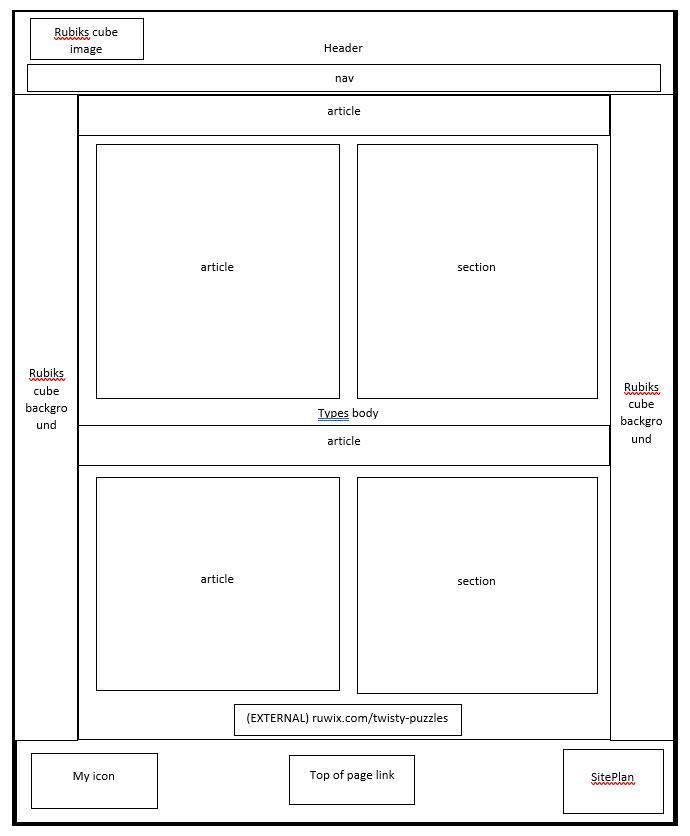 Rubiks cube
image
Header
nav
article
article
section
Rubiks
cube
backgro
und
Rubiks
cube
backgro
und
Types body
article
article
section
(EXTERNAL) ruwix.com/twisty-puzzles
My icon
Top of page link
SitePlan